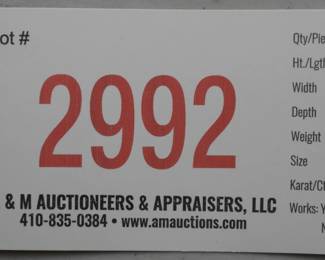 ot #
2992
& M AUCTIONEERS & APPRAISERS, LLC
410-835-0384 • www.amauctions.com
Qty/Pie
Ht./Lgth
Width
Depth
Weight
Size
Karat/Ct
Works: Y
N